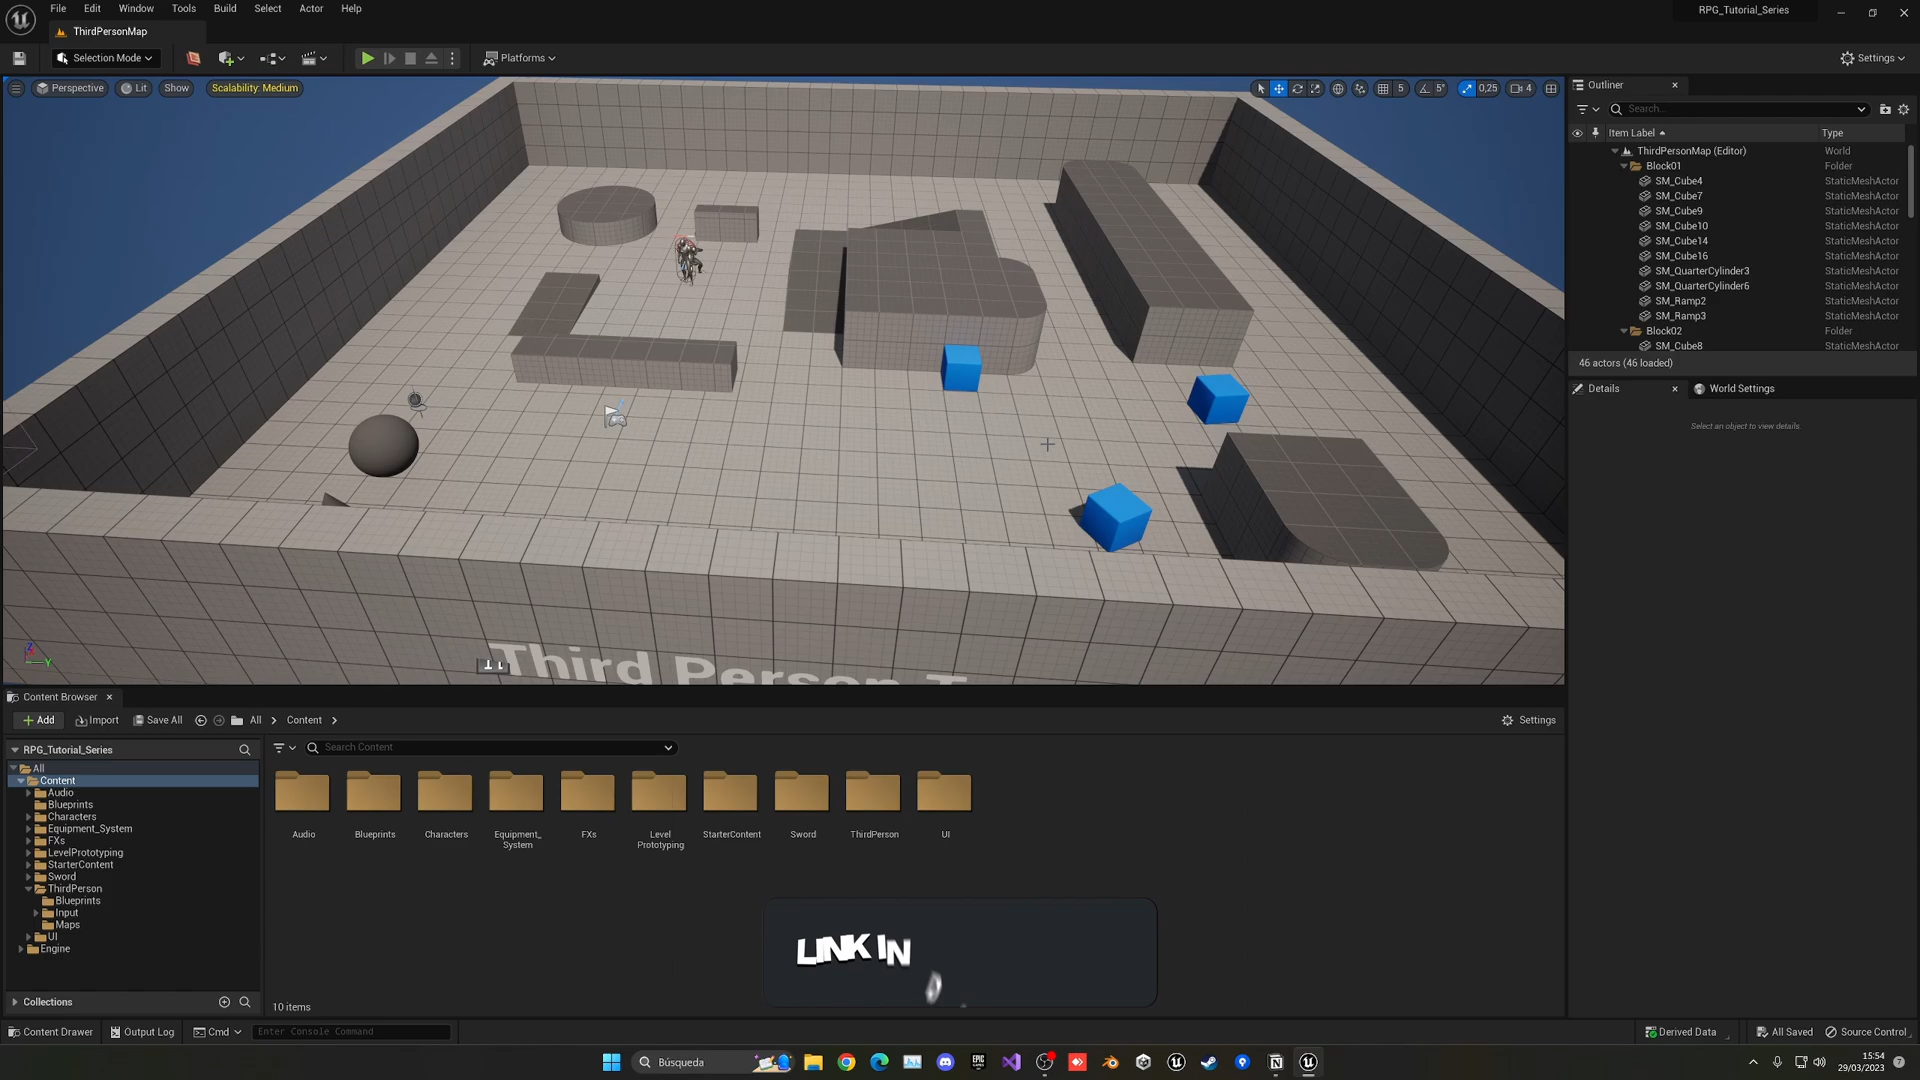 File Edit Window Tools Build Select Actor Help
RPG_Tutorial_Series
ThirdPersonMap
Selection Mode
Platforms
Settings
Perspective
Lit
Show
Scalability: Medium
5
5°
0,25
4
Outliner
Search...
Item Label
Type
ThirdPersonMap (Editor) World
Block01 Folder
SM_Cube4 StaticMeshActor
SM_Cube7 StaticMeshActor
SM_Cube9 StaticMeshActor
SM_Cube10 StaticMeshActor
SM_Cube14 StaticMeshActor
SM_Cube16 StaticMeshActor
SM_QuarterCylinder3 StaticMeshActor
SM_QuarterCylinder6 StaticMeshActor
SM_Ramp2 StaticMeshActor
SM_Ramp3 StaticMeshActor
Block02 Folder
SM_Cube8 StaticMeshActor
46 actors (46 loaded)
Details
World Settings
Select an object to view details.
Third Person T
Z
Y
Content Browser
Add
Import
Save All
All
Content
Settings
RPG_Tutorial_Series
Search Content
All
Content
Audio
Blueprints
Characters
Equipment_System
FXs
LevelPrototyping
StarterContent
Sword
ThirdPerson
Blueprints
Input
Maps
UI
Engine
Audio
Blueprints
Characters
Equipment_
System
FXs
Level
Prototyping
StarterContent
Sword
ThirdPerson
UI
LINK IN
Collections
10 items
Content Drawer
Output Log
Cmd
Enter Console Command
Derived Data
All Saved
Source Control
Búsqueda
EPIC
GAMES
15:54
29/03/2023
7